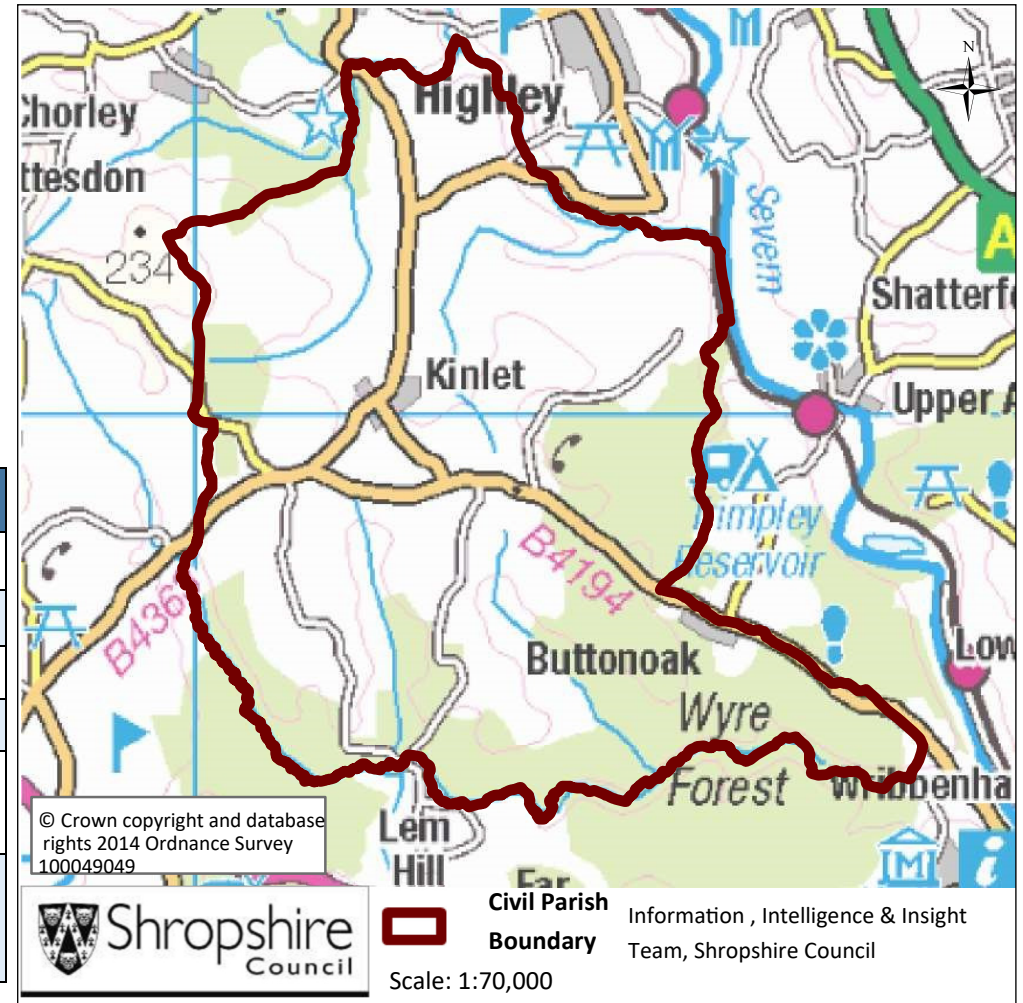 N
Highley
Chorley
ttesdon
234
Severn
A
Shatterfo
Kinlet
Upper A
Reservoir
B4194
B436
Buttonoak
Low
Wyre
Forest
Wribbenha
Lem
Hill
Far
M
i
© Crown copyright and database
rights 2014 Ordnance Survey
100049049
Shropshire
Council
Civil Parish
Boundary
Information , Intelligence & Insight
Team, Shropshire Council
Scale: 1:70,000